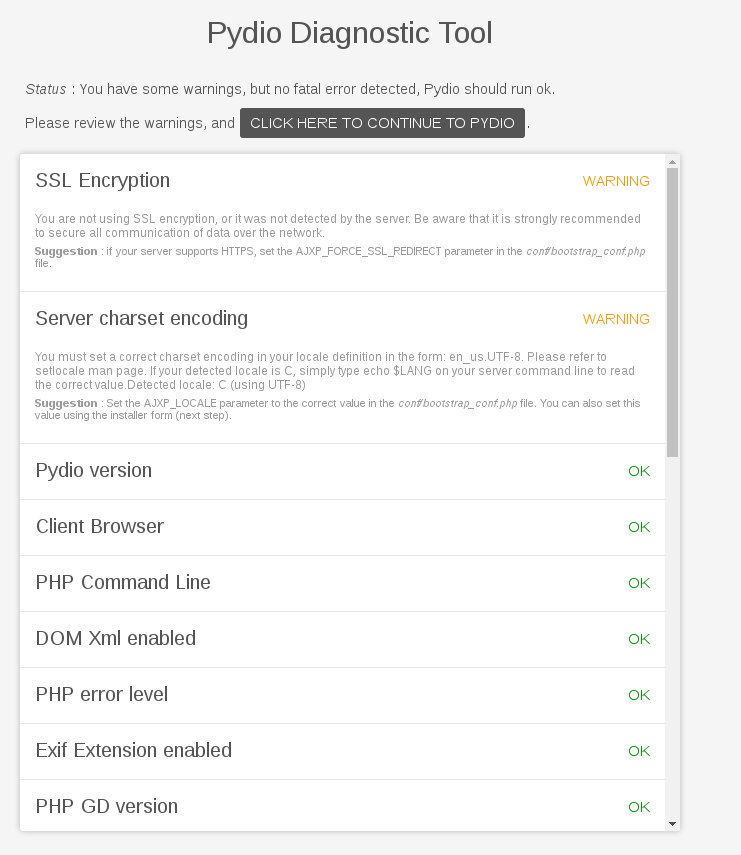 Pydio Diagnostic Tool
Status : You have some warnings, but no fatal error detected, Pydio should run ok.
Please review the warnings, and CLICK HERE TO CONTINUE TO PYDIO .
SSL Encryption WARNING
You are not using SSL encryption, or it was not detected by the server. Be aware that it is strongly recommended
to secure all communication of data over the network.
Suggestion : if your server supports HTTPS, set the AJXP_FORCE_SSL_REDIRECT parameter in the conf/bootstrap_conf.php
file.
Server charset encoding WARNING
You must set a correct charset encoding in your locale definition in the form: en_us.UTF-8. Please refer to
setlocale man page. If your detected locale is C, simply type echo $LANG on your server command line to read
the correct value.Detected locale: C (using UTF-8)
Suggestion : Set the AJXP_LOCALE parameter to the correct value in the conf/bootstrap_conf.php file. You can also set this
value using the installer form (next step).
Pydio version OK
Client Browser OK
PHP Command Line OK
DOM Xml enabled OK
PHP error level OK
Exif Extension enabled OK
PHP GD version OK